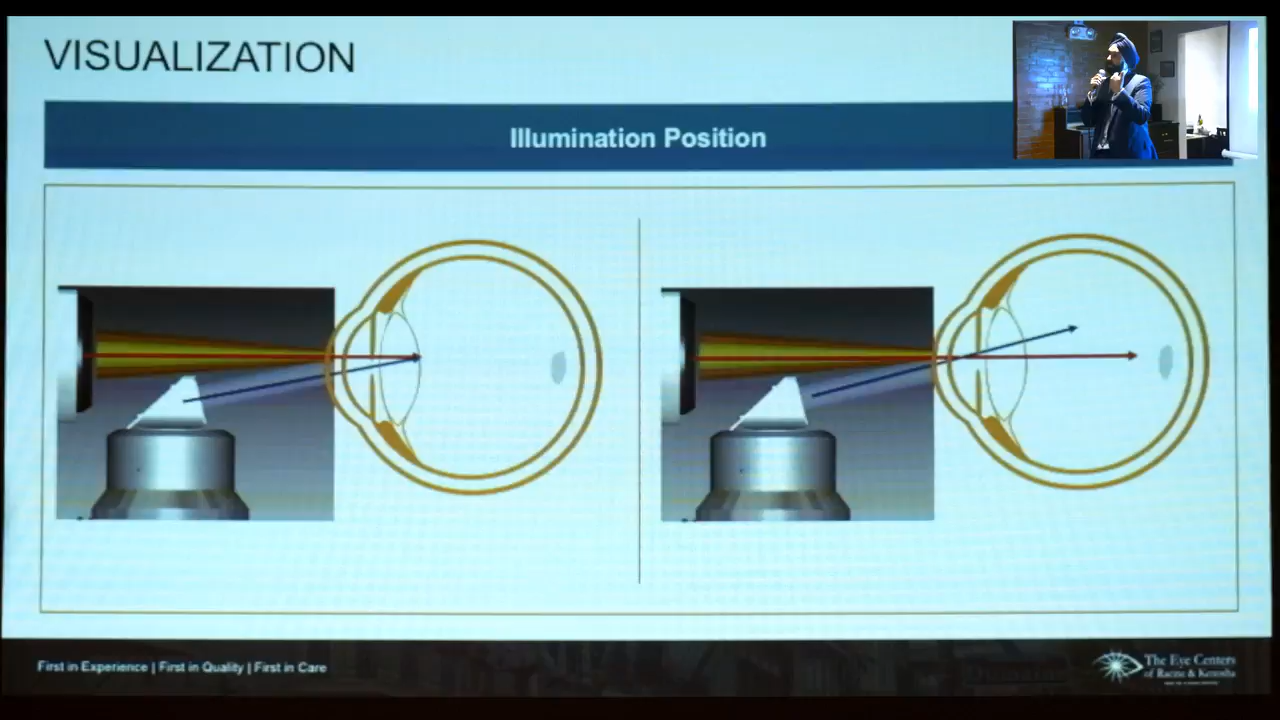 VISUALIZATION
Illumination Position
First in Experience | First in Quality | First in Care
The Eye Centers
of Racine & Kenosha